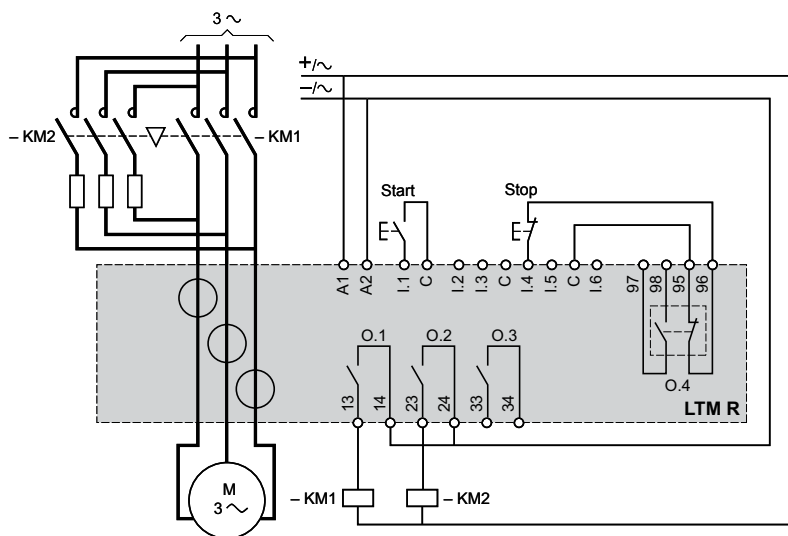 3 ∼
+/∼
−/∼
– KM2
– KM1
Start
Stop
A1
A2
I.1
C
I.2
I.3
C
I.4
I.5
C
I.6
97
98
95
96
O.1
O.2
O.3
O.4
13
14
23
24
33
34
LTM R
M
3 ∼
– KM1
– KM2